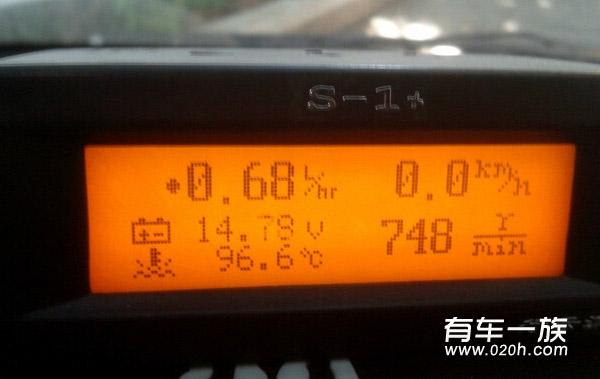 S-1+
0.68 L/hr 0.0 km/h
14.78 V 748 r/min
96.6 ℃
有车一族
www.020h.com